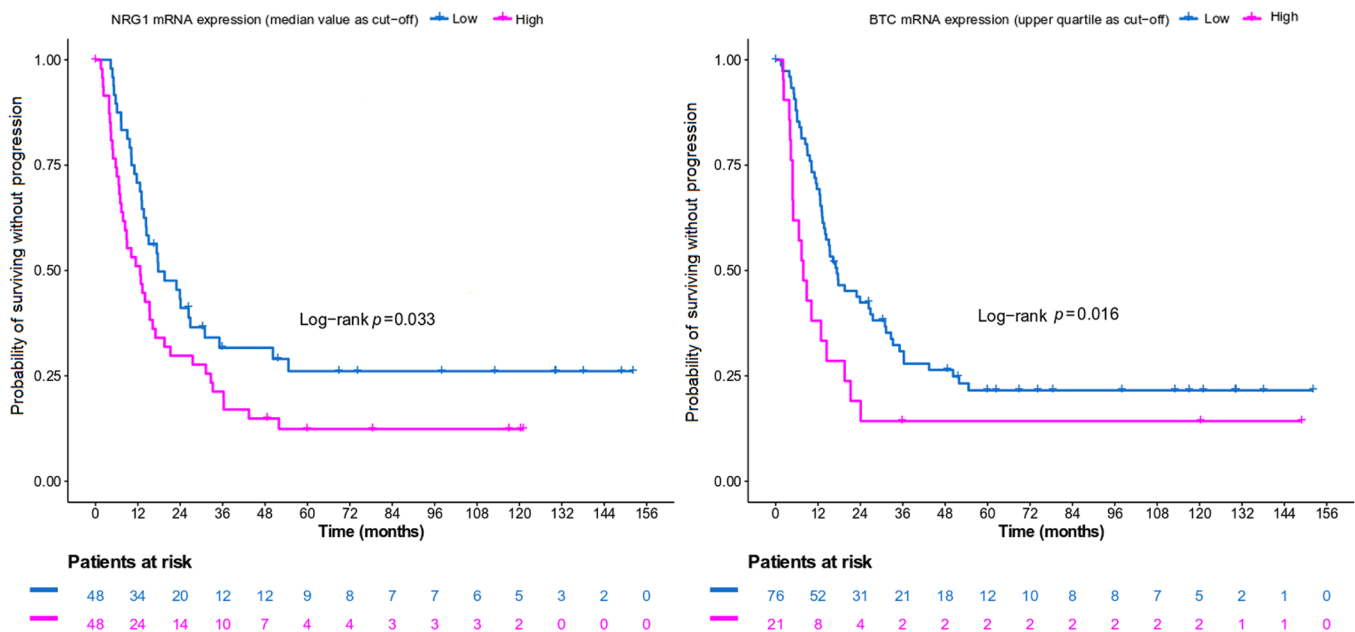 NRG1 mRNA expression (median value as cut−off) Low High
Probability of surviving without progression
1.00
0.75
0.50
0.25
0.00
Log−rank p=0.033
0 12 24 36 48 60 72 84 96 108 120 132 144 156
Time (months)
Patients at risk
48 34 20 12 12 9 8 7 7 6 5 3 2 0
48 24 14 10 7 4 4 3 3 3 2 0 0 0
BTC mRNA expression (upper quartile as cut−off) Low High
Probability of surviving without progression
1.00
0.75
0.50
0.25
0.00
Log−rank p=0.016
0 12 24 36 48 60 72 84 96 108 120 132 144 156
Time (months)
Patients at risk
76 52 31 21 18 12 10 8 8 7 5 2 1 0
21 8 4 2 2 2 2 2 2 2 2 1 1 0